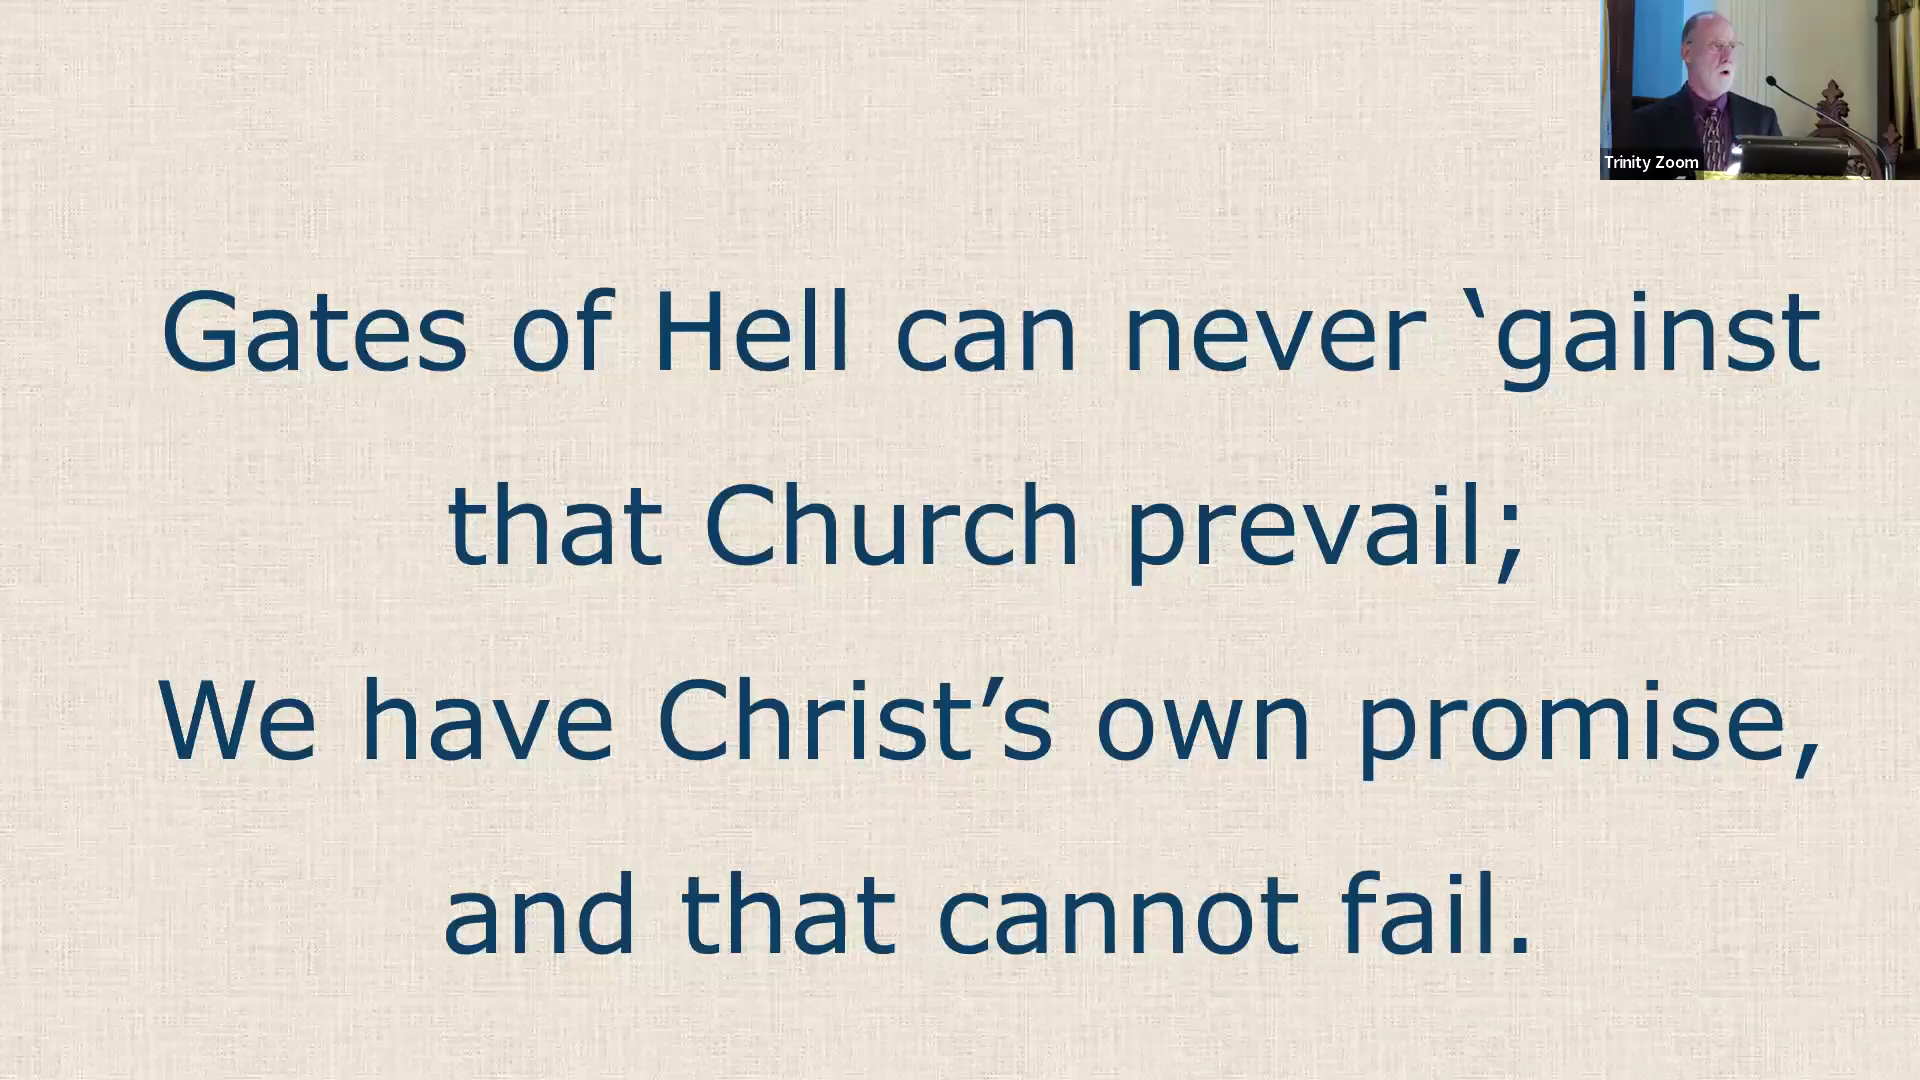 Trinity Zoom
Gates of Hell can never ‘gainst
that Church prevail;
We have Christ’s own promise,
and that cannot fail.